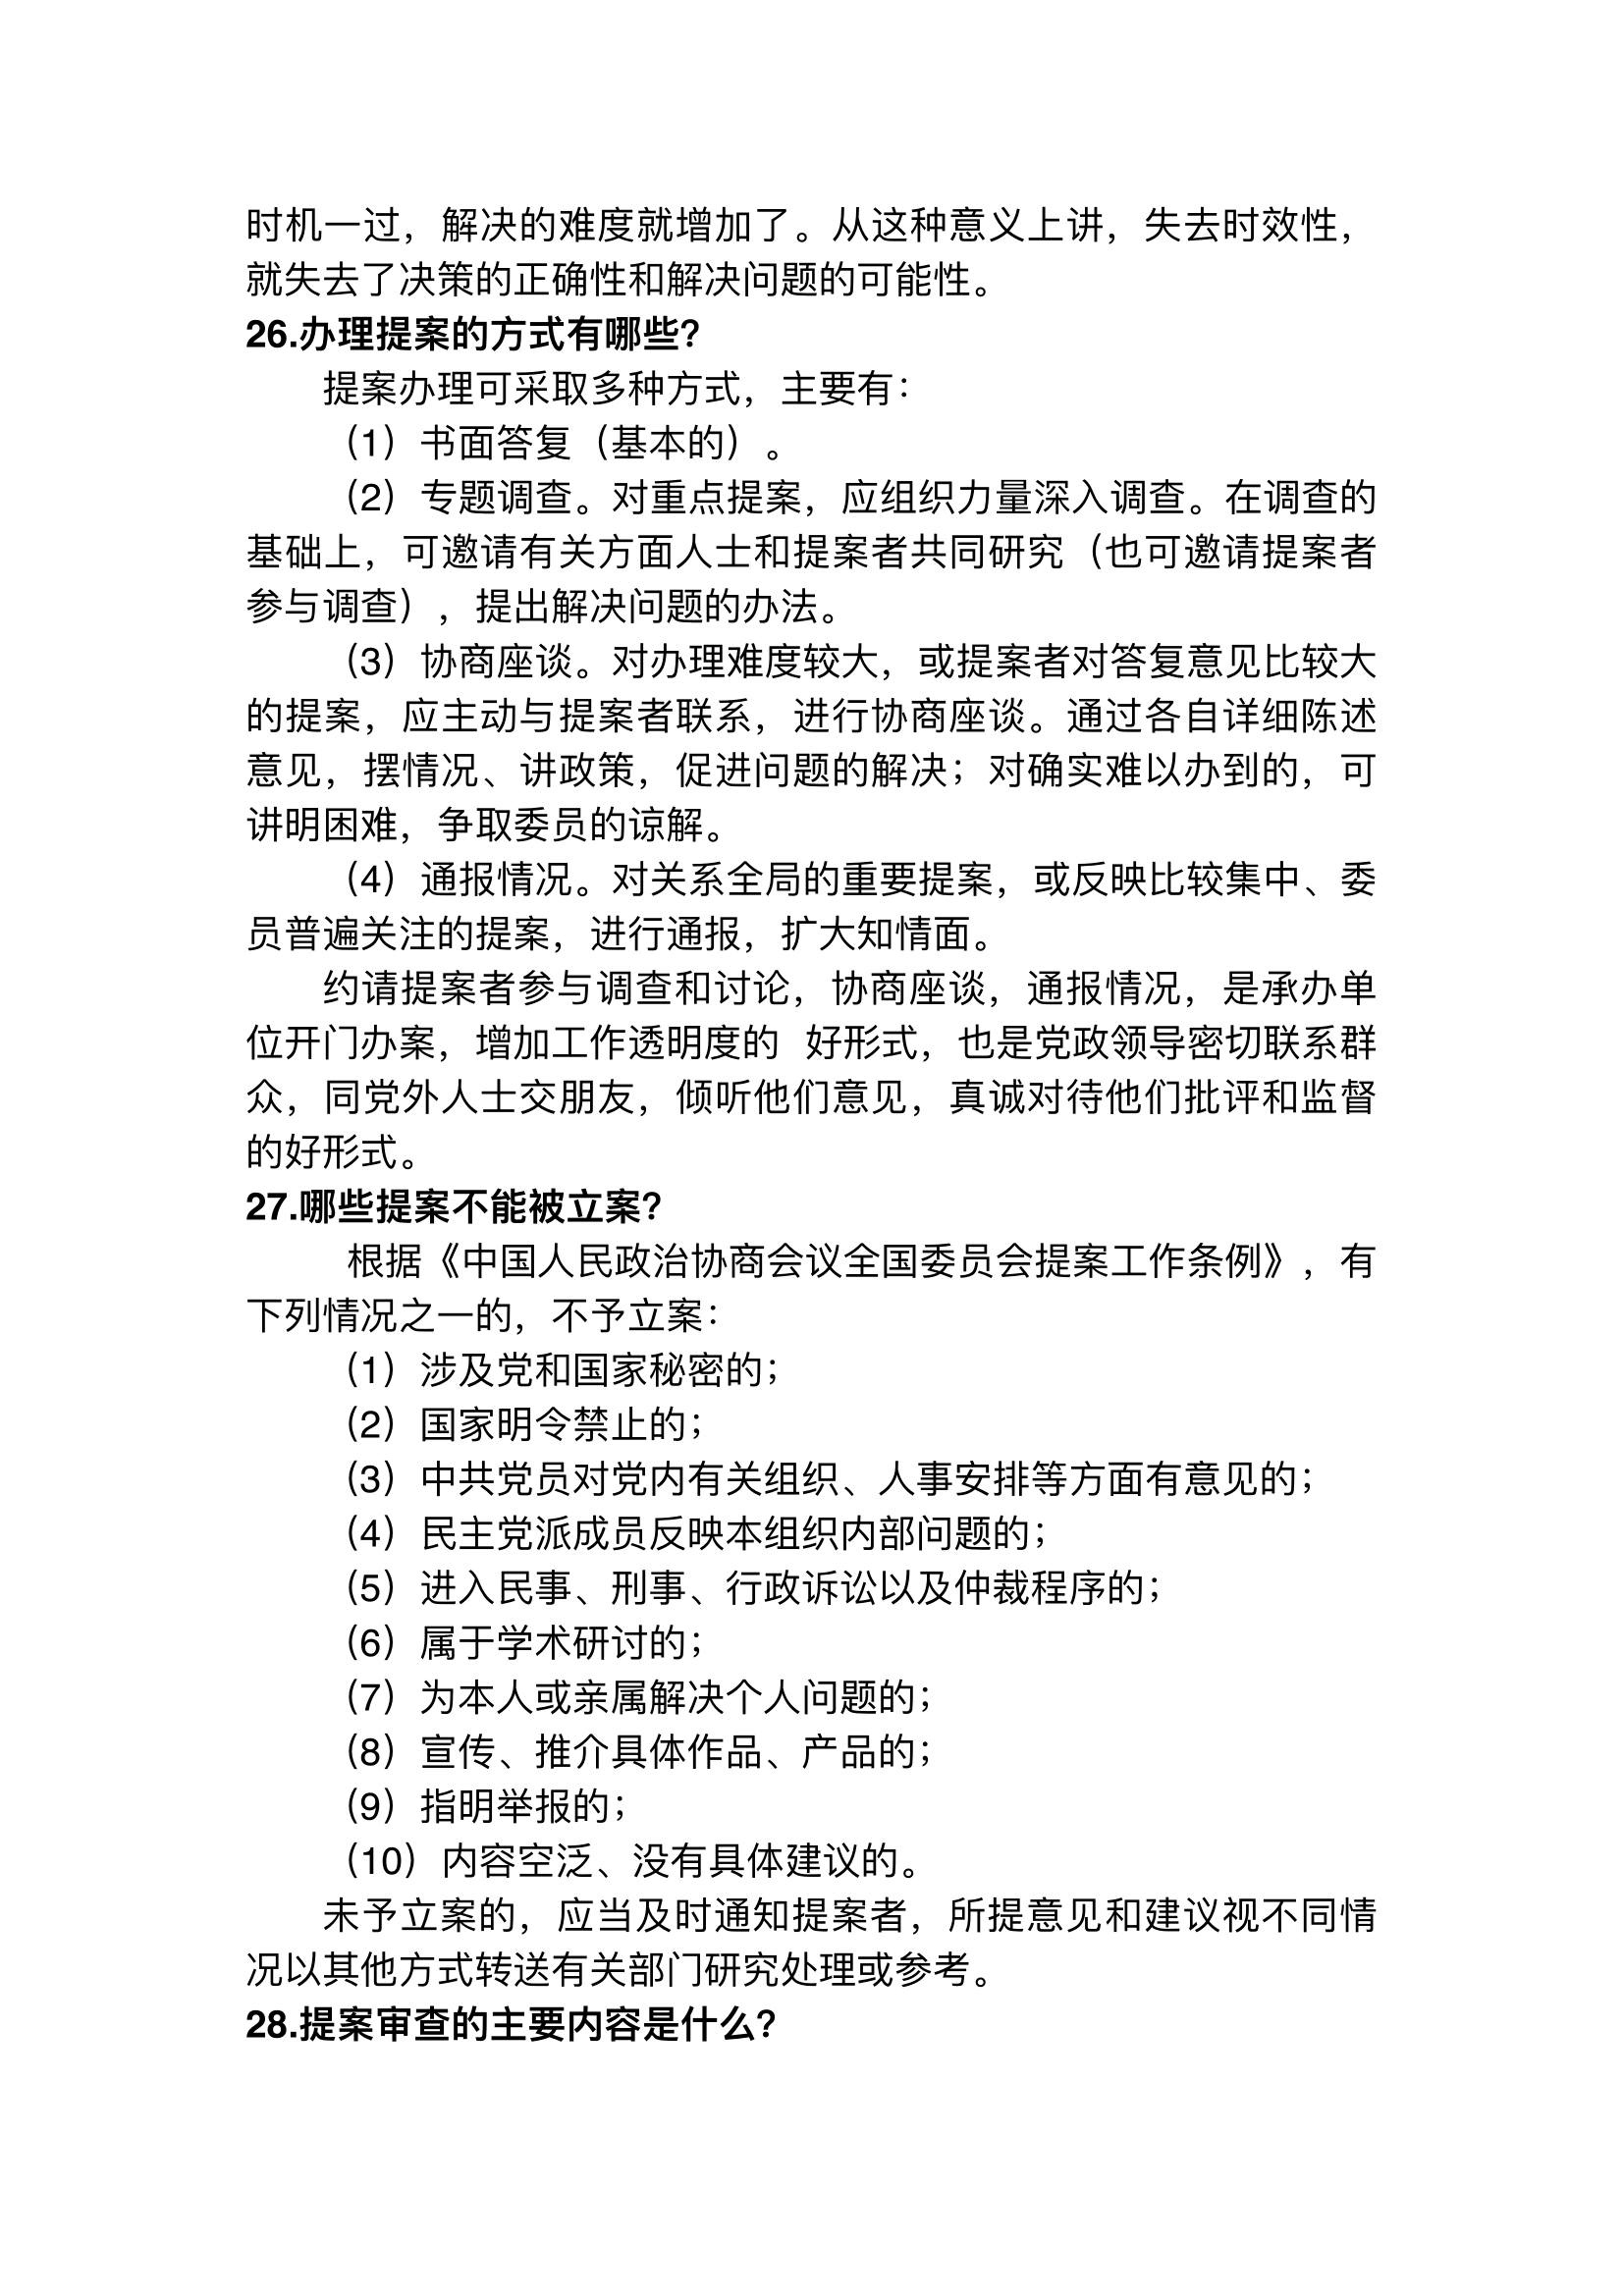 时机一过，解决的难度就增加了。从这种意义上讲，失去时效性，
就失去了决策的正确性和解决问题的可能性。
26.办理提案的方式有哪些？
提案办理可采取多种方式，主要有：
（1）书面答复（基本的）。
（2）专题调查。对重点提案，应组织力量深入调查。在调查的
基础上，可邀请有关方面人士和提案者共同研究（也可邀请提案者
参与调查），提出解决问题的办法。
（3）协商座谈。对办理难度较大，或提案者对答复意见比较大
的提案，应主动与提案者联系，进行协商座谈。通过各自详细陈述
意见，摆情况、讲政策，促进问题的解决；对确实难以办到的，可
讲明困难，争取委员的谅解。
（4）通报情况。对关系全局的重要提案，或反映比较集中、委
员普遍关注的提案，进行通报，扩大知情面。
约请提案者参与调查和讨论，协商座谈，通报情况，是承办单
位开门办案，增加工作透明度的 好形式，也是党政领导密切联系群
众，同党外人士交朋友，倾听他们意见，真诚对待他们批评和监督
的好形式。
27.哪些提案不能被立案？
根据《中国人民政治协商会议全国委员会提案工作条例》，有
下列情况之一的，不予立案：
（1）涉及党和国家秘密的；
（2）国家明令禁止的；
（3）中共党员对党内有关组织、人事安排等方面有意见的；
（4）民主党派成员反映本组织内部问题的；
（5）进入民事、刑事、行政诉讼以及仲裁程序的；
（6）属于学术研讨的；
（7）为本人或亲属解决个人问题的；
（8）宣传、推介具体作品、产品的；
（9）指明举报的；
（10）内容空泛、没有具体建议的。
未予立案的，应当及时通知提案者，所提意见和建议视不同情
况以其他方式转送有关部门研究处理或参考。
28.提案审查的主要内容是什么？